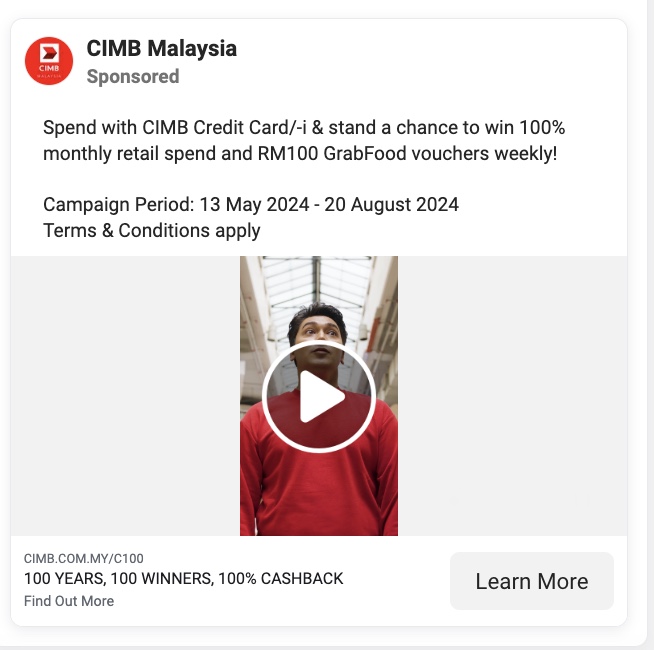 CIMB Malaysia
Sponsored
CIMB
MALAYSIA
Spend with CIMB Credit Card/-i & stand a chance to win 100%
monthly retail spend and RM100 GrabFood vouchers weekly!
Campaign Period: 13 May 2024 - 20 August 2024
Terms & Conditions apply
CIMB.COM.MY/C100
100 YEARS, 100 WINNERS, 100% CASHBACK
Find Out More
Learn More